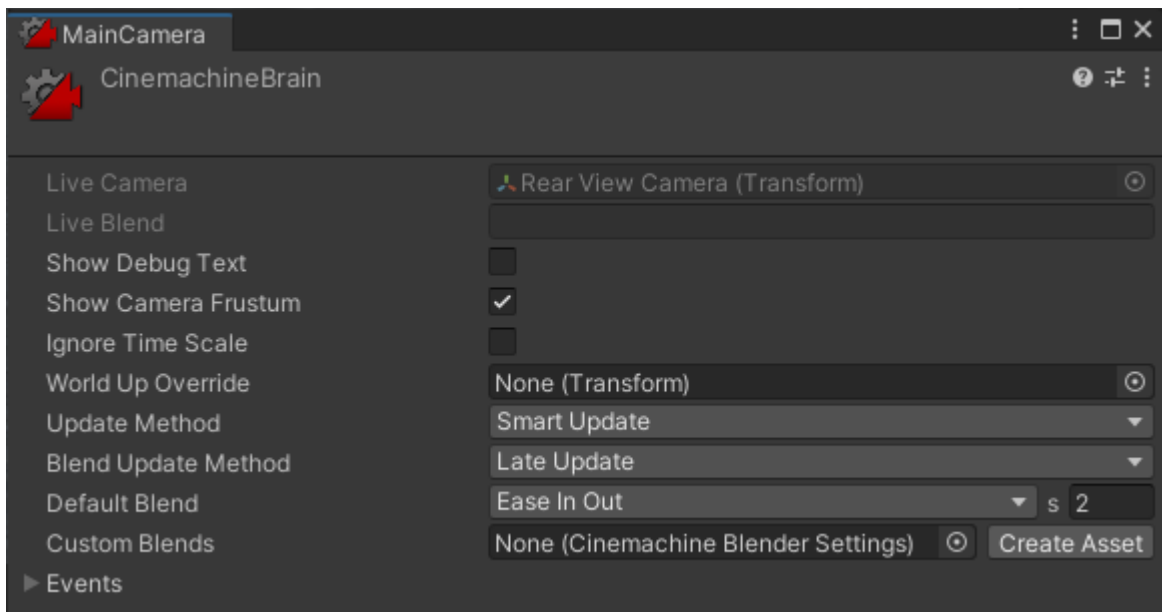 MainCamera
CinemachineBrain
Live Camera Rear View Camera (Transform)
Live Blend
Show Debug Text
Show Camera Frustum
Ignore Time Scale
World Up Override None (Transform)
Update Method Smart Update
Blend Update Method Late Update
Default Blend Ease In Out s 2
Custom Blends None (Cinemachine Blender Settings) Create Asset
Events